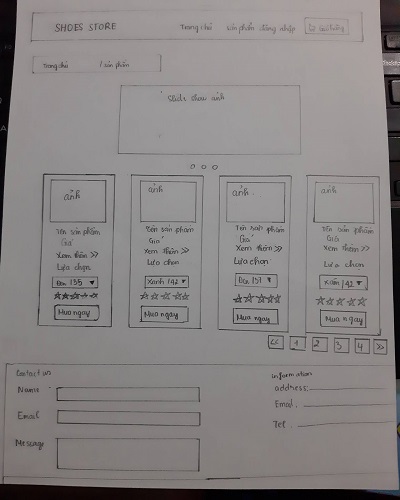 SHOES STORE Trang chủ sản phẩm đăng nhập
Trang chủ / sản phẩm
Slide show ảnh
ảnh ảnh ảnh ảnh
Tên sản phẩm Tên sản phẩm Tên sản phẩm Tên sản phẩm
Giá Giá Giá Giá
Xem thêm >> Xem thêm >> Xem thêm >> Xem thêm >>
Lựa chọn Lựa chọn Lựa chọn Lựa chọn
Đen 135 ▼ Xanh 142 ▼ Đen 151 ▼ Xám 142 ▼
Mua ngay Mua ngay Mua ngay Mua ngay
<< 1 2 3 4 >>
Contact us information
Name address:
Email Email:
Message Tel: